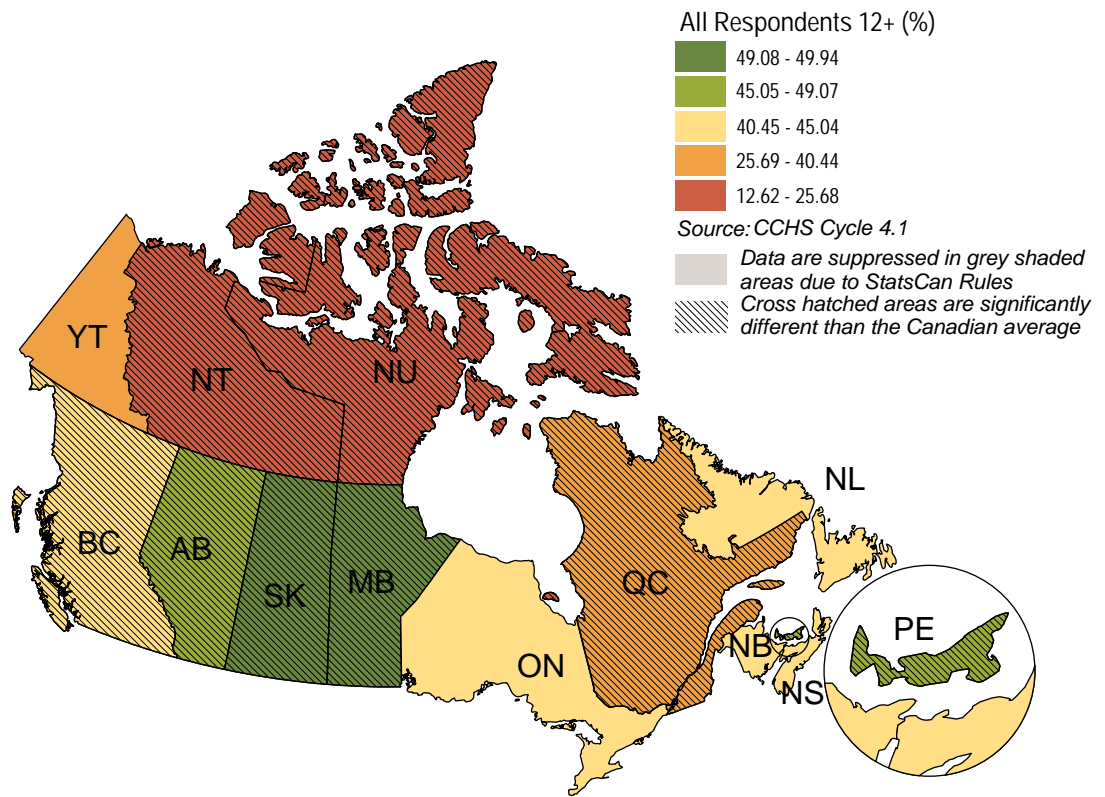 All Respondents 12+ (%)
49.08 - 49.94
45.05 - 49.07
40.45 - 45.04
25.69 - 40.44
12.62 - 25.68
Source: CCHS Cycle 4.1
Data are suppressed in grey shaded
areas due to StatsCan Rules
Cross hatched areas are significantly
different than the Canadian average
YT
NT
NU
NL
BC
AB
SK
MB
QC
ON
NB
NS
PE